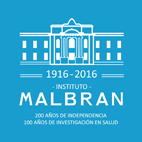 1916-2016
- INSTITUTO -
MALBRAN
200 AÑOS DE INDEPENDENCIA
100 AÑOS DE INVESTIGACIÓN EN SALUD